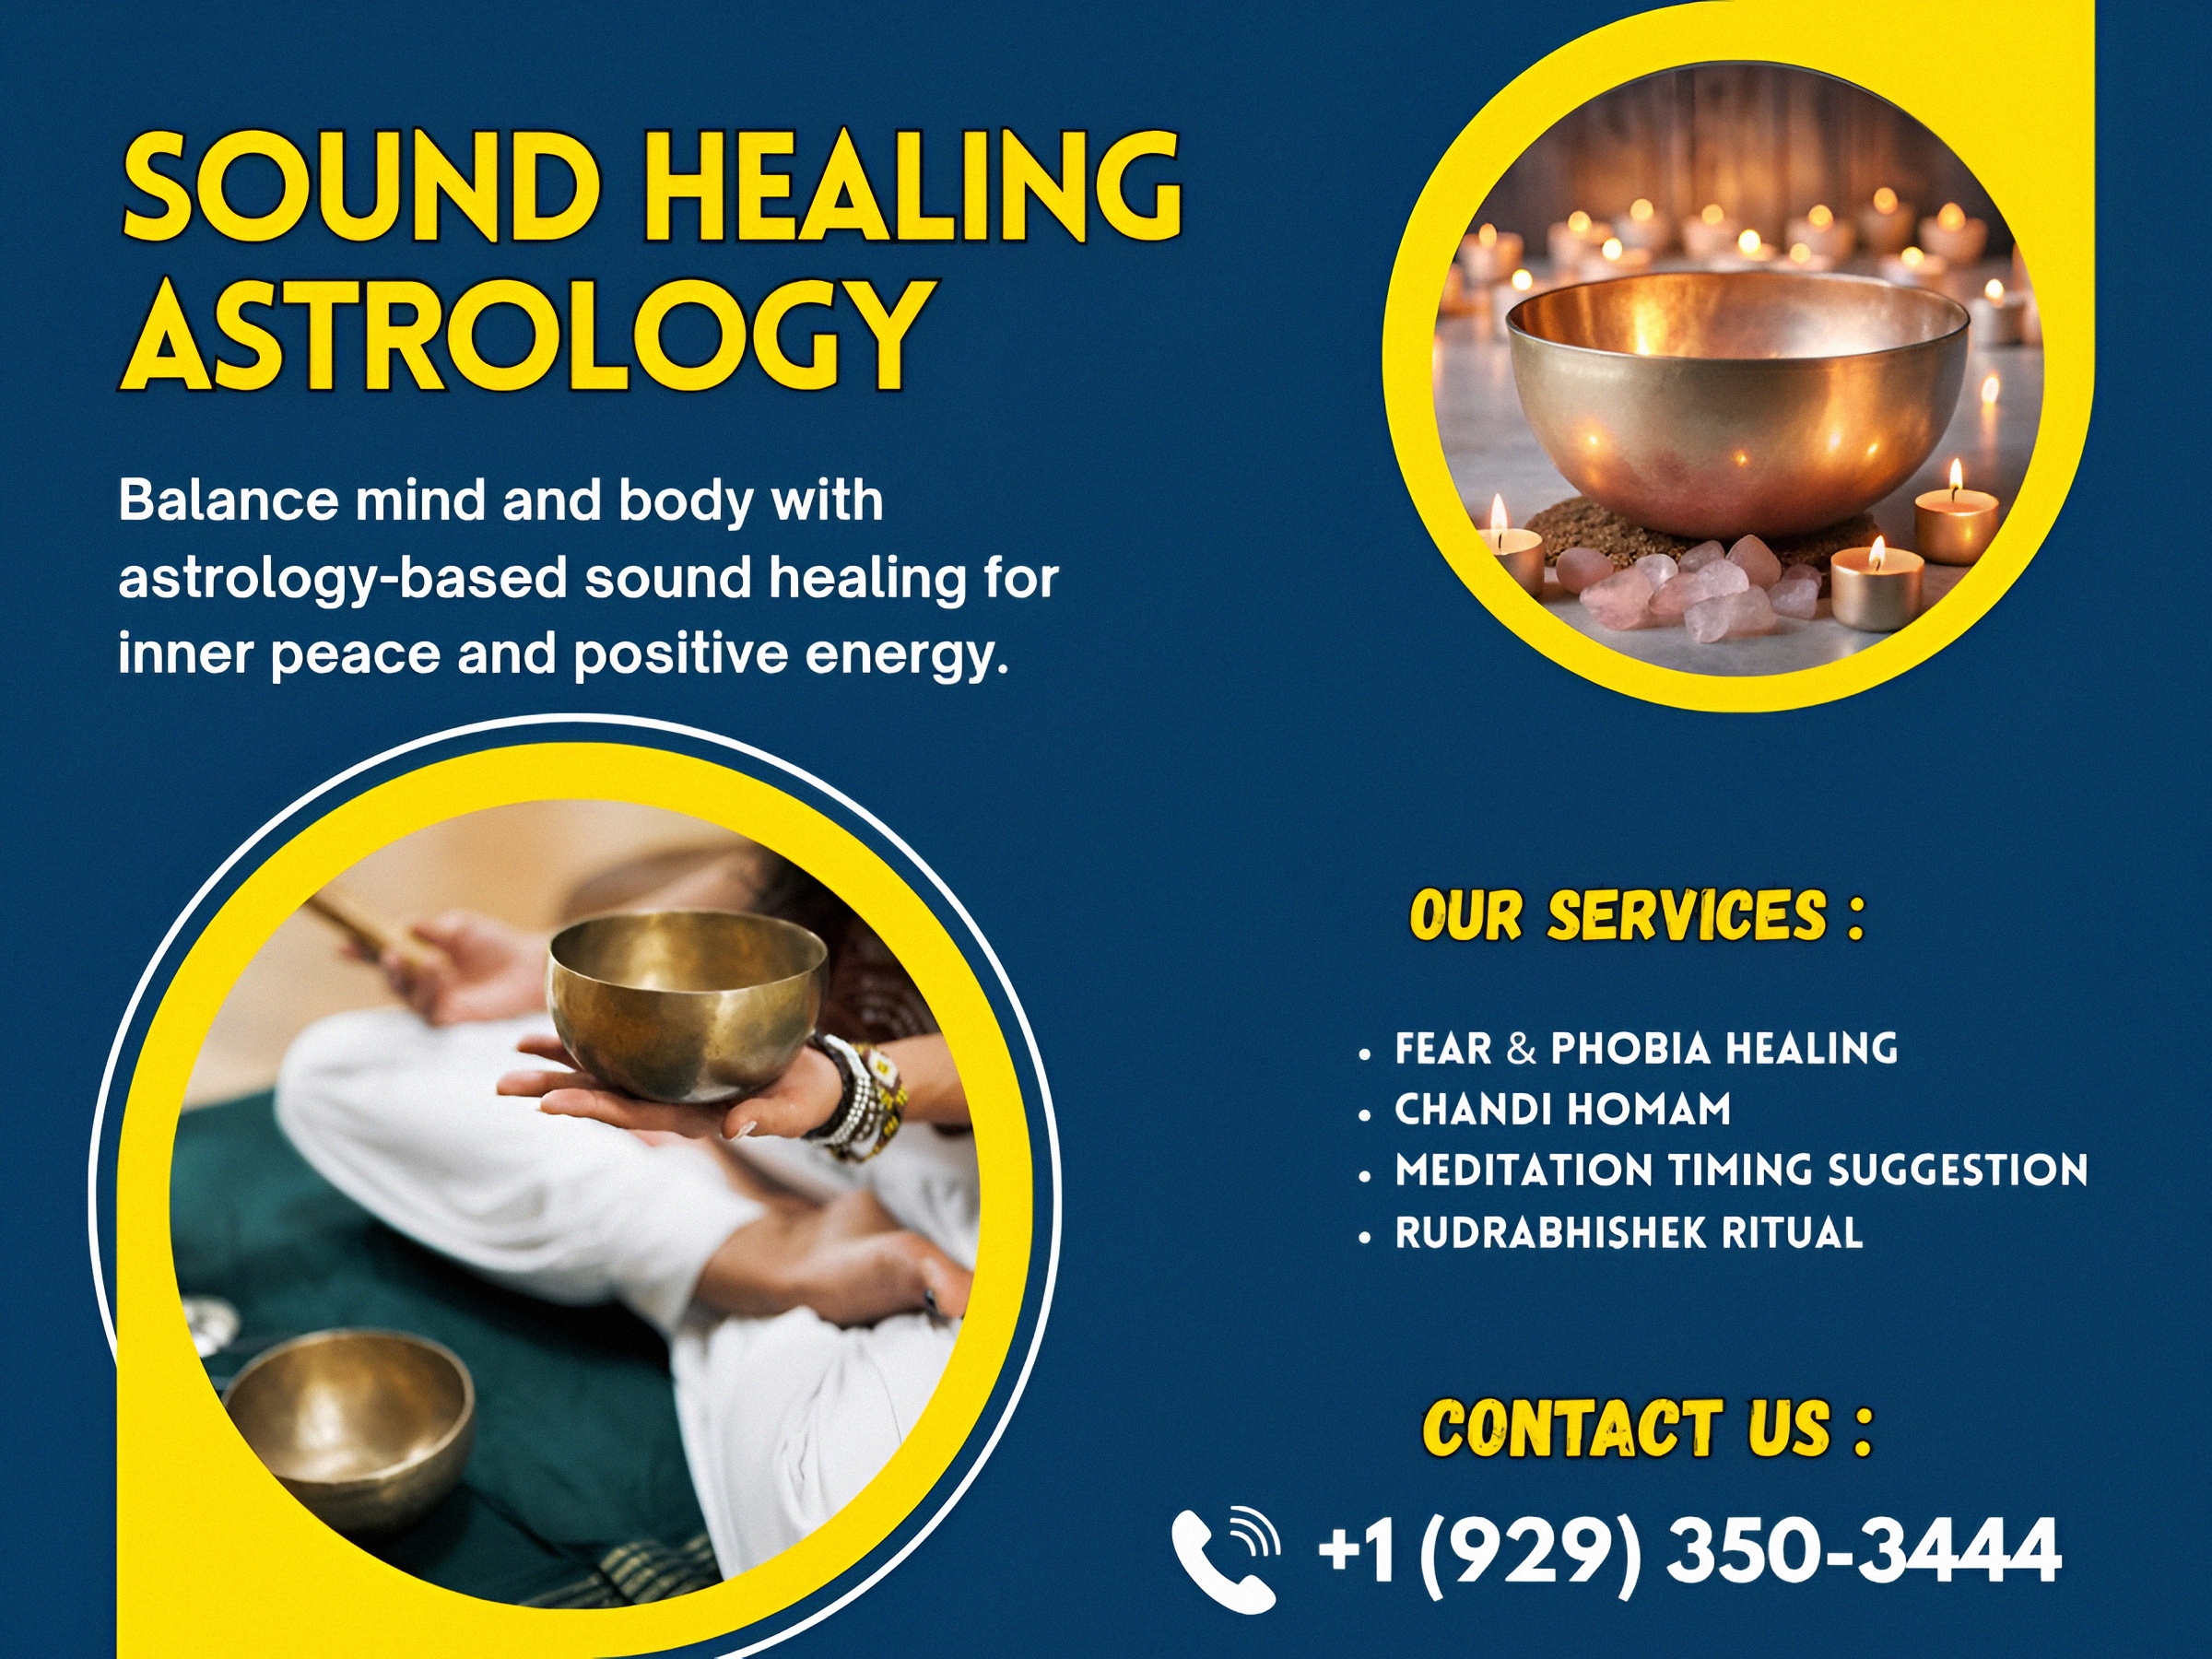 SOUND HEALING
ASTROLOGY
Balance mind and body with
astrology-based sound healing for
inner peace and positive energy.
OUR SERVICES :
• FEAR & PHOBIA HEALING
• CHANDI HOMAM
• MEDITATION TIMING SUGGESTION
• RUDRABHISHEK RITUAL
CONTACT US :
+1 (929) 350-3444